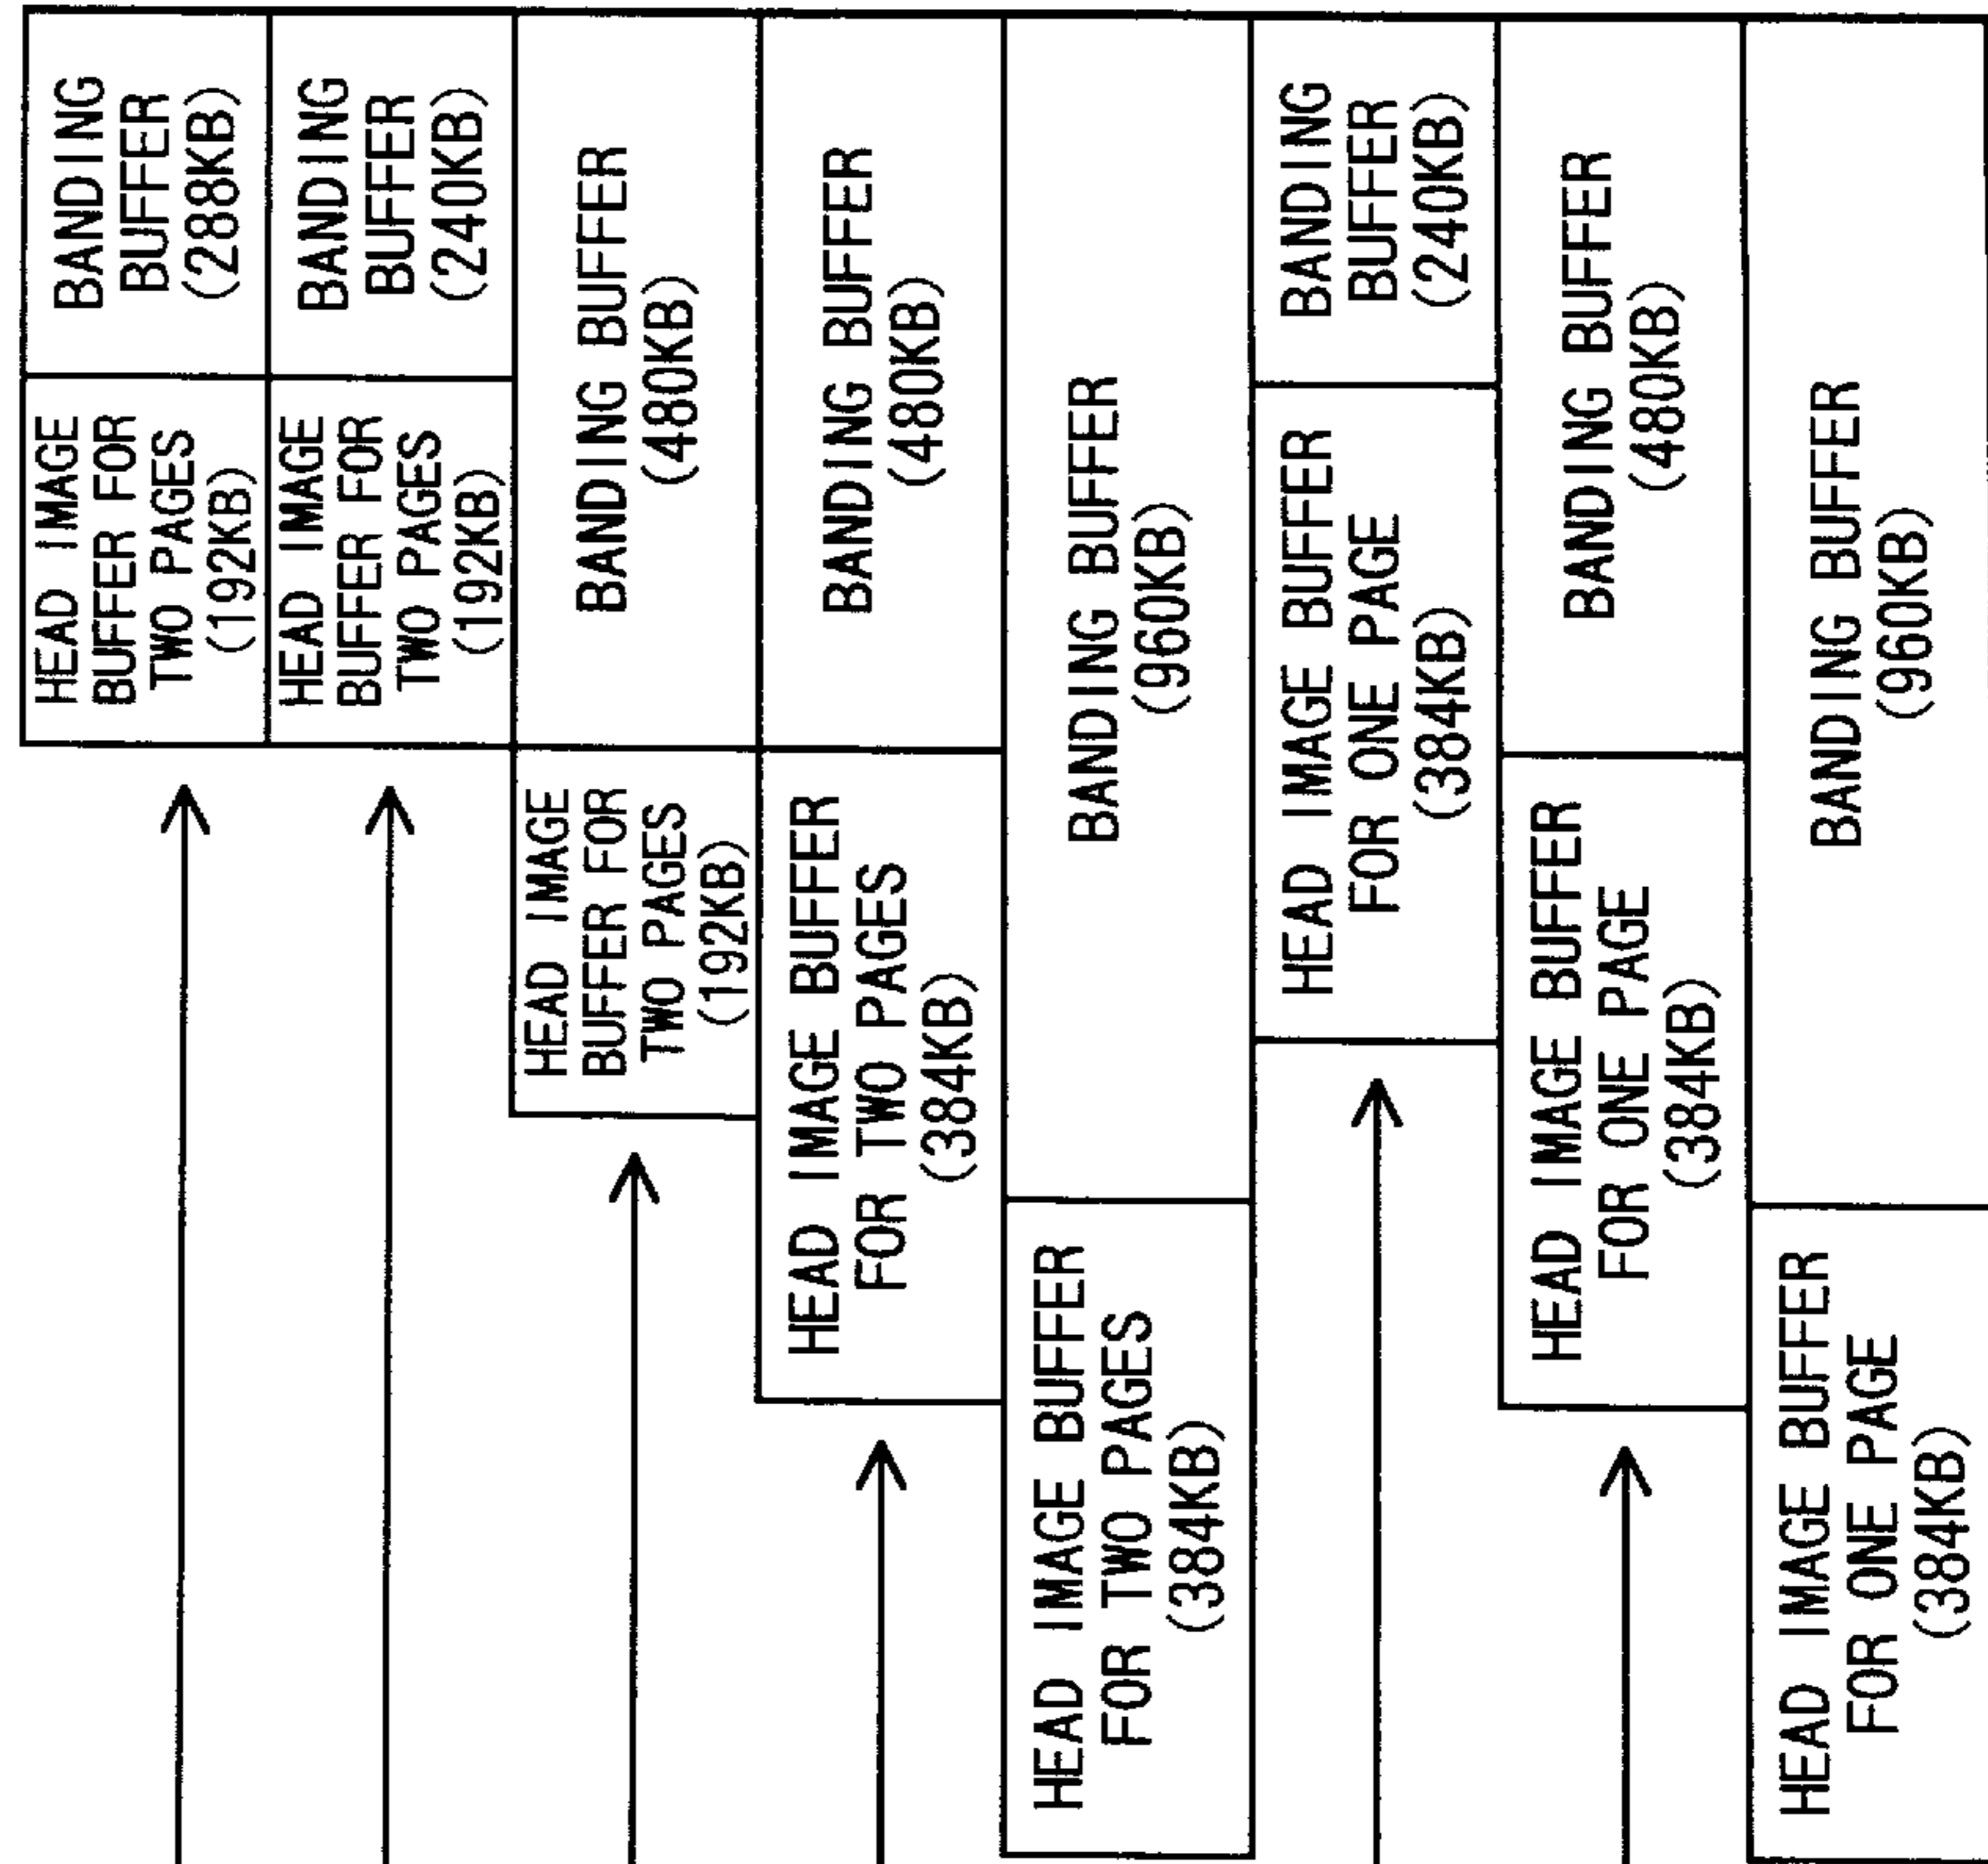 HEAD IMAGE
BUFFER FOR
TWO PAGES
(192KB)
BANDING
BUFFER
(288KB)
HEAD IMAGE
BUFFER FOR
TWO PAGES
(192KB)
BANDING
BUFFER
(240KB)
HEAD IMAGE
BUFFER FOR
TWO PAGES
(192KB)
BANDING BUFFER
(480KB)
HEAD IMAGE BUFFER
FOR TWO PAGES
(384KB)
BANDING BUFFER
(480KB)
HEAD IMAGE BUFFER
FOR TWO PAGES
(384KB)
BANDING BUFFER
(960KB)
HEAD IMAGE BUFFER
FOR ONE PAGE
(384KB)
BANDING
BUFFER
(240KB)
HEAD IMAGE BUFFER
FOR ONE PAGE
(384KB)
BANDING BUFFER
(480KB)
HEAD IMAGE BUFFER
FOR ONE PAGE
(384KB)
BANDING BUFFER
(960KB)